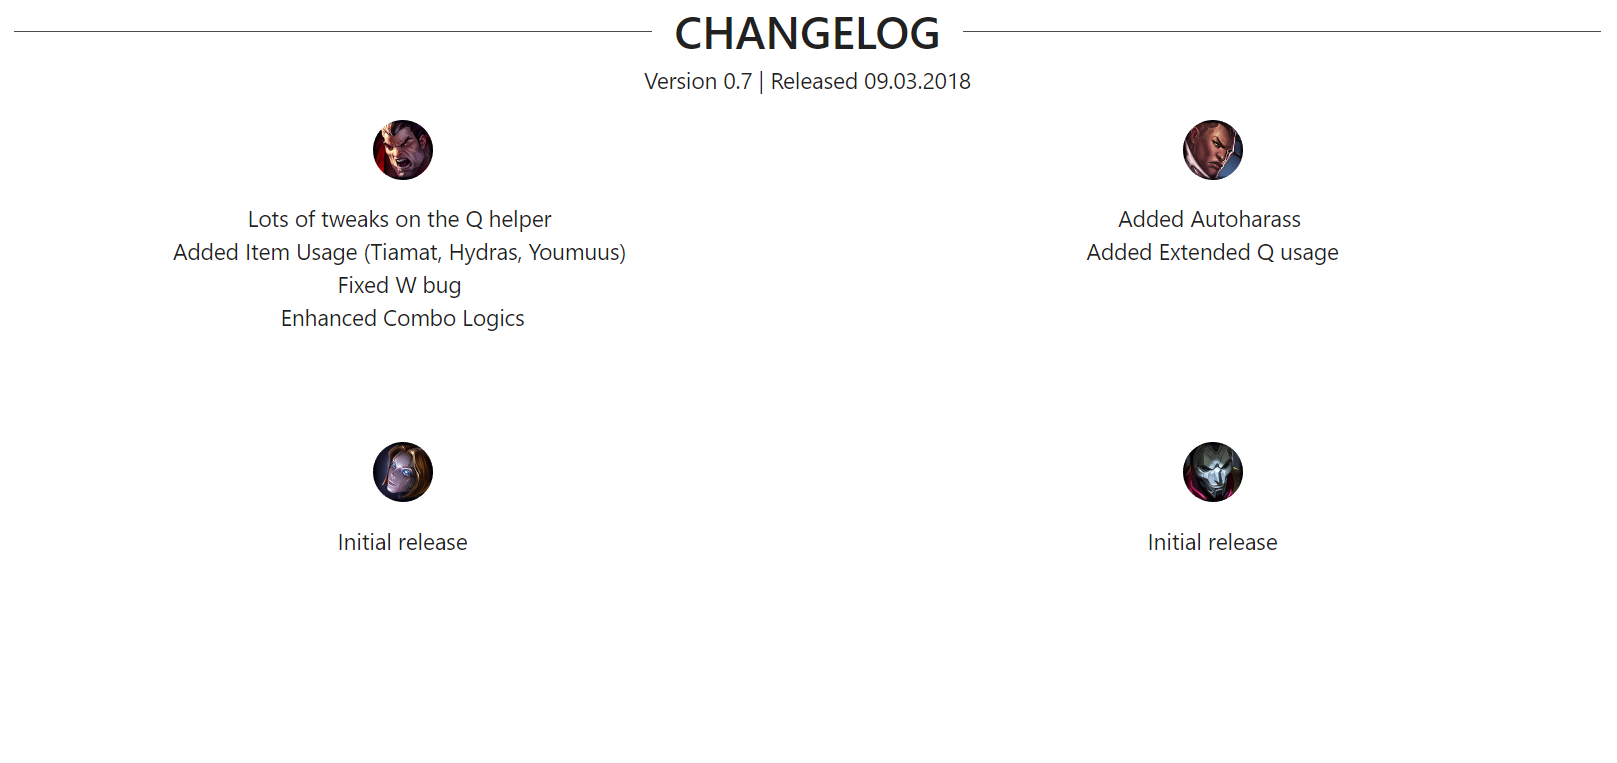 CHANGELOG
Version 0.7 | Released 09.03.2018
Lots of tweaks on the Q helper
Added Item Usage (Tiamat, Hydras, Youmuus)
Fixed W bug
Enhanced Combo Logics
Added Autoharass
Added Extended Q usage
Initial release
Initial release